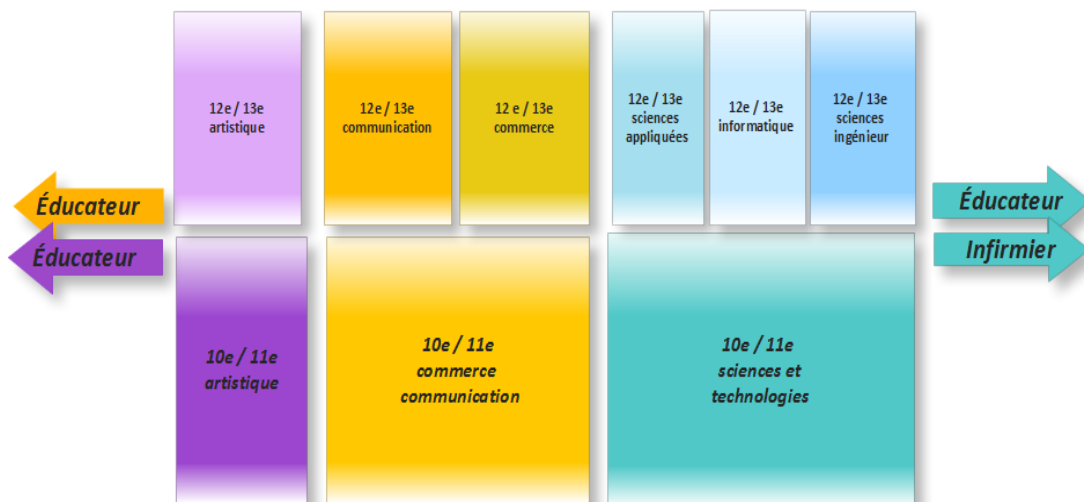 12e / 13e
artistique
12e / 13e
communication
12 e / 13e
commerce
12e / 13e
sciences
appliquées
12e / 13e
informatique
12e / 13e
sciences
ingénieur
Éducateur
Éducateur
Éducateur
Infirmier
10e / 11e
artistique
10e / 11e
commerce
communication
10e / 11e
sciences et
technologies